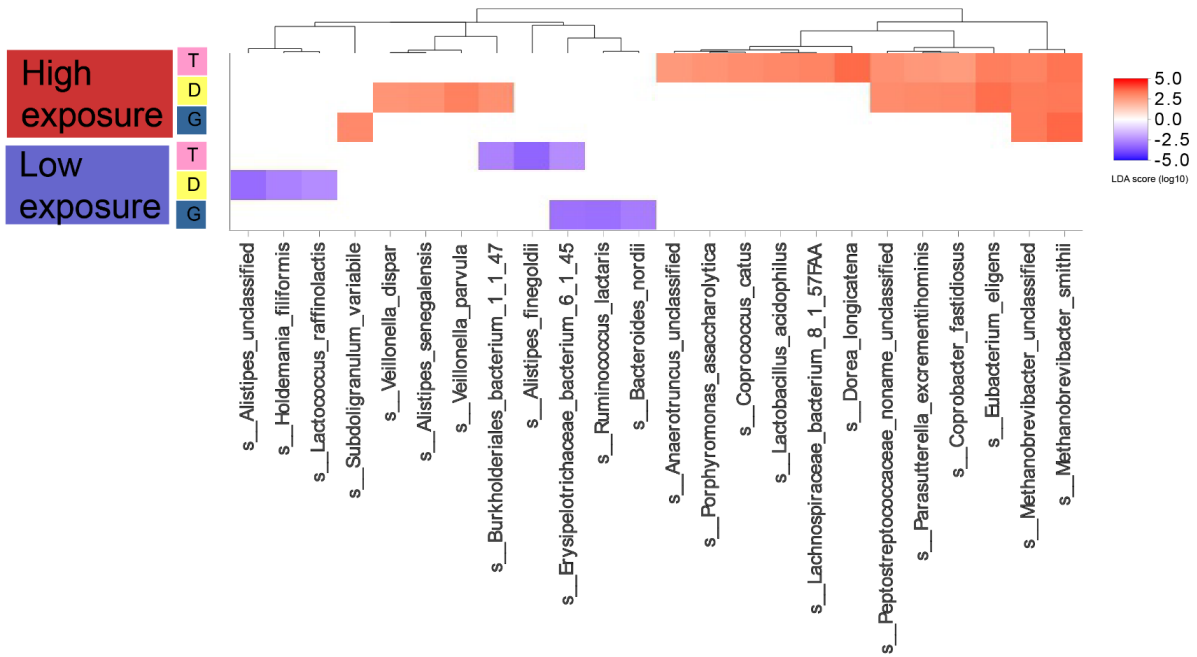 High
exposure
T
D
G
Low
exposure
T
D
G
5.0
2.5
0.0
-2.5
-5.0
LDA score (log10)
s__Alistipes_unclassified
s__Holdemania_filiformis
s__Lactococcus_raffinolactis
s__Subdoligranulum_variabile
s__Veillonella_dispar
s__Alistipes_senegalensis
s__Veillonella_parvula
s__Burkholderiales_bacterium_1_1_47
s__Alistipes_finegoldii
s__Erysipelotrichaceae_bacterium_6_1_45
s__Ruminococcus_lactaris
s__Bacteroides_nordii
s__Anaerotruncus_unclassified
s__Porphyromonas_asaccharolytica
s__Coprococcus_catus
s__Lactobacillus_acidophilus
s__Lachnospiraceae_bacterium_8_1_57FAA
s__Dorea_longicatena
s__Peptostreptococcaceae_noname_unclassified
s__Parasutterella_excrementihominis
s__Coprobacter_fastidiosus
s__Eubacterium_eligens
s__Methanobrevibacter_unclassified
s__Methanobrevibacter_smithii